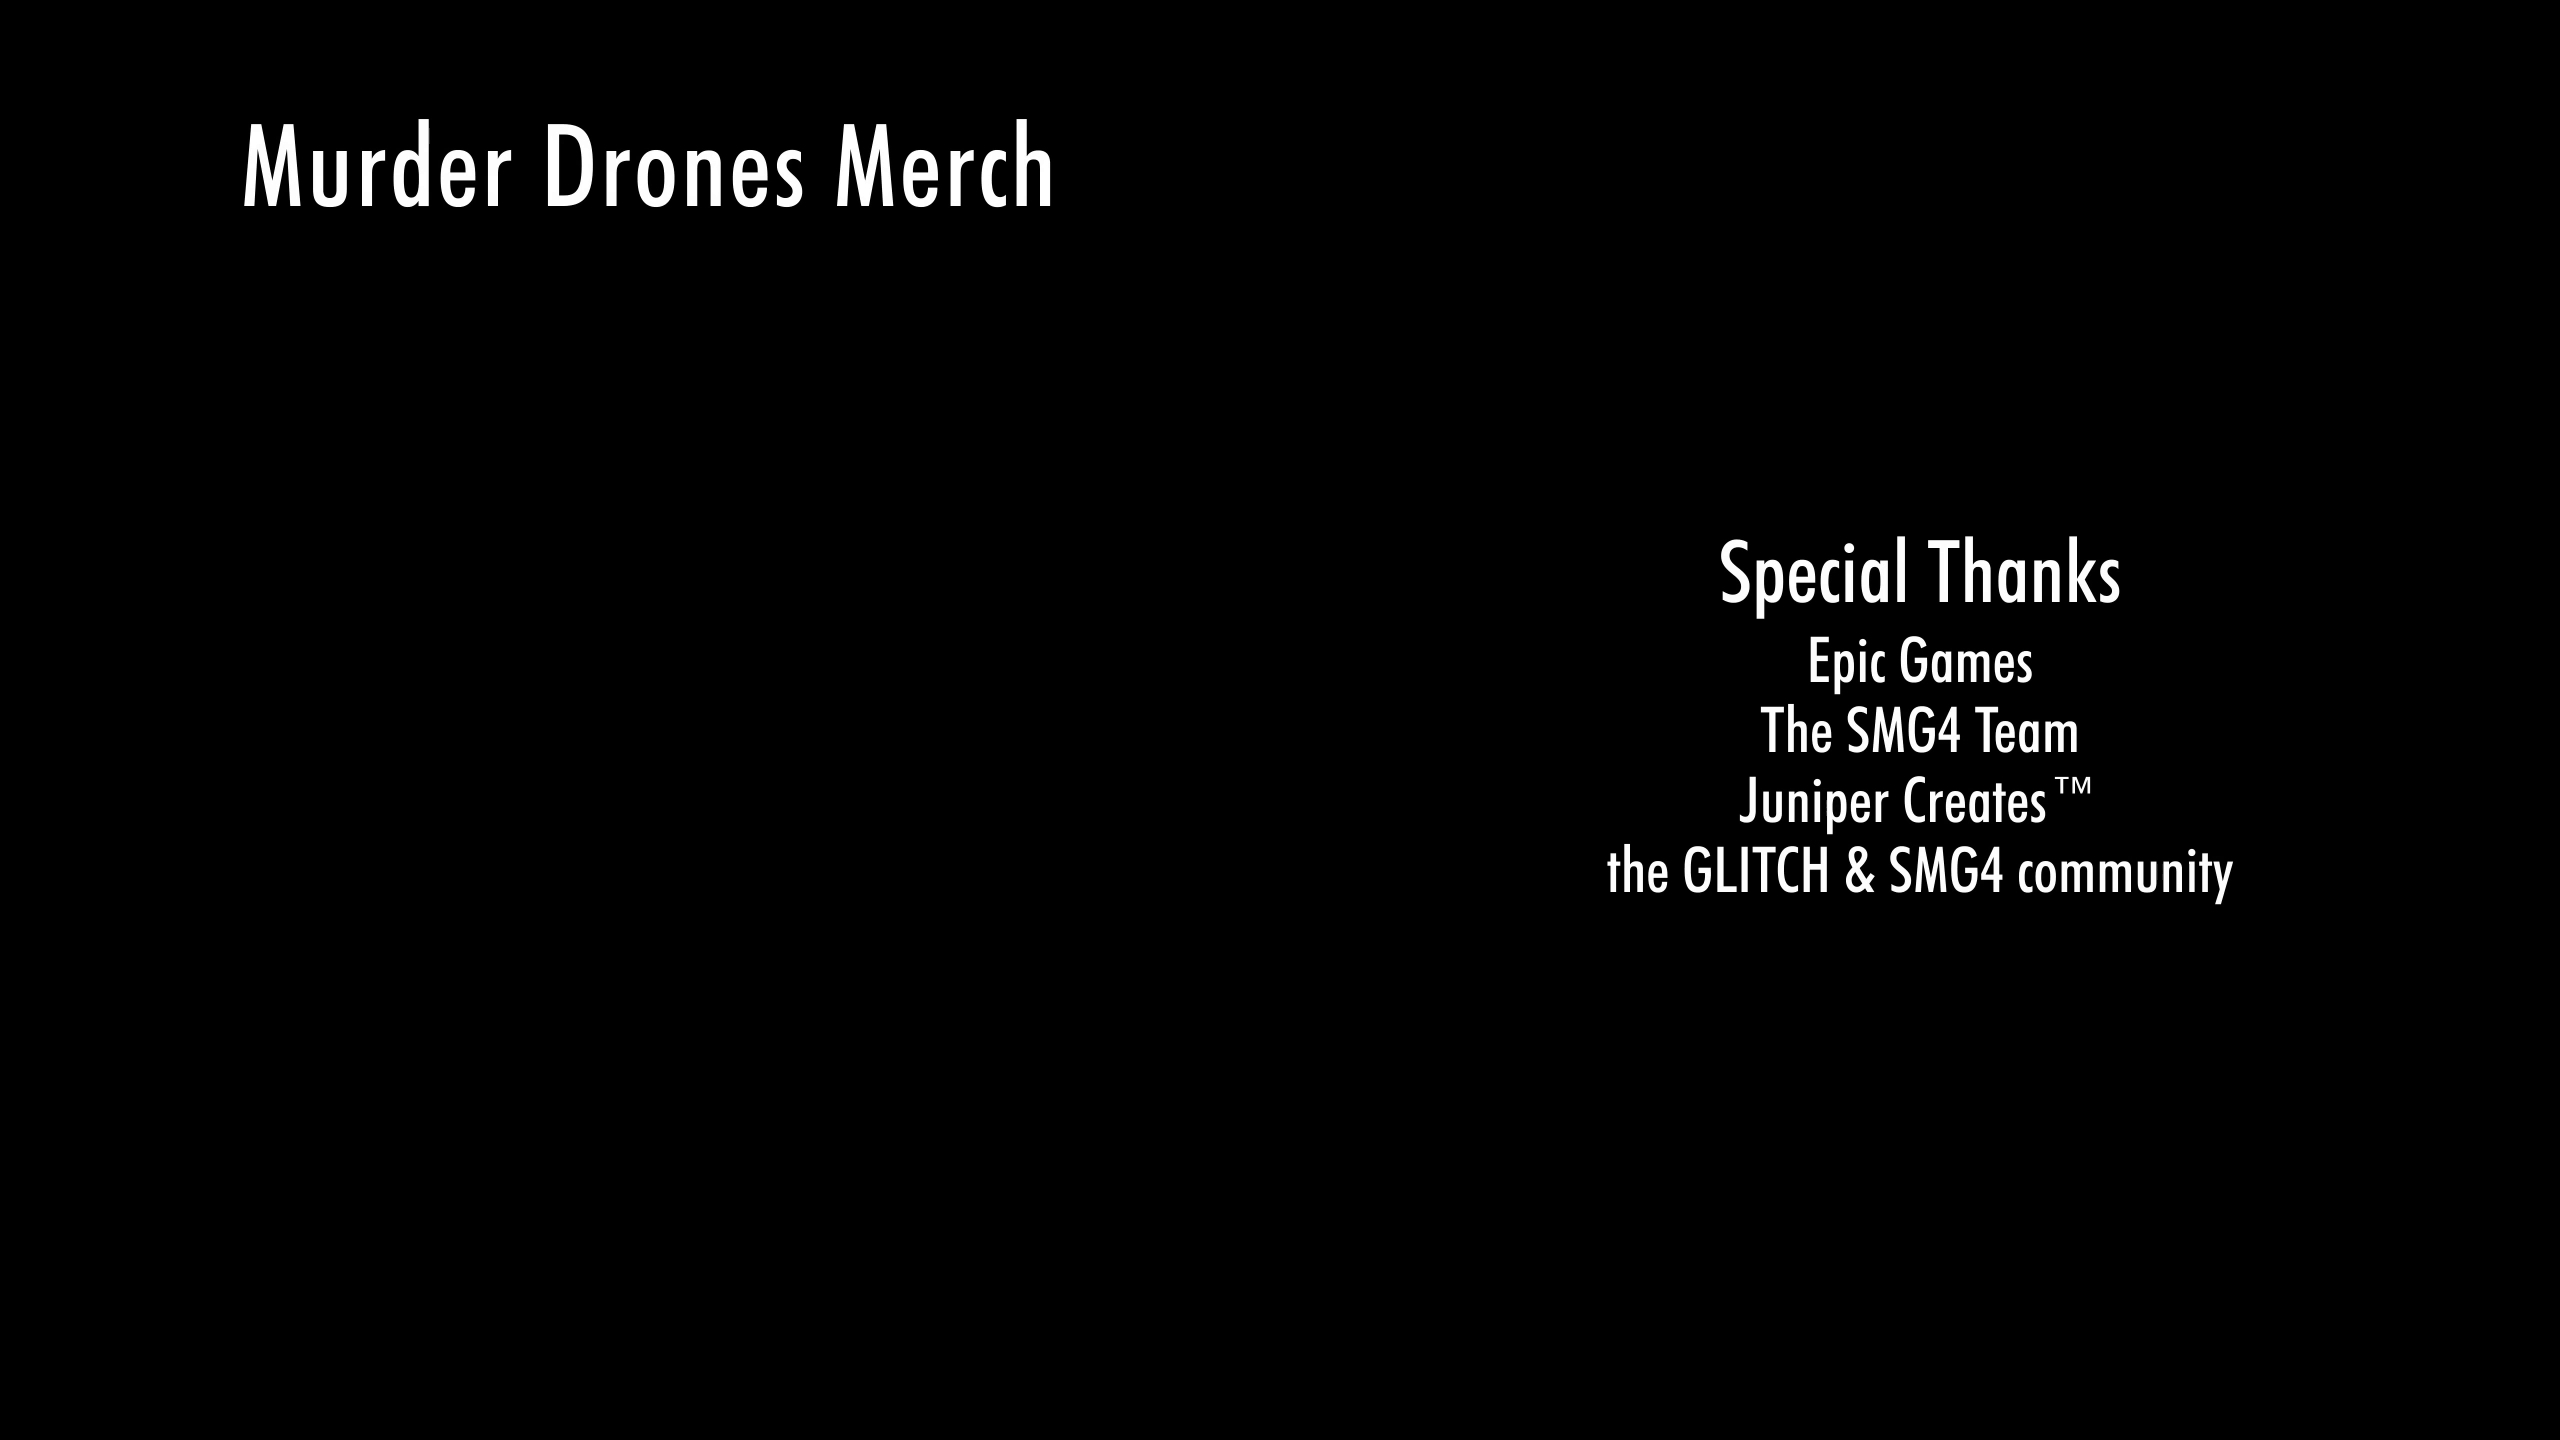 Murder Drones Merch
Special Thanks
Epic Games
The SMG4 Team
Juniper Creates™
the GLITCH & SMG4 community